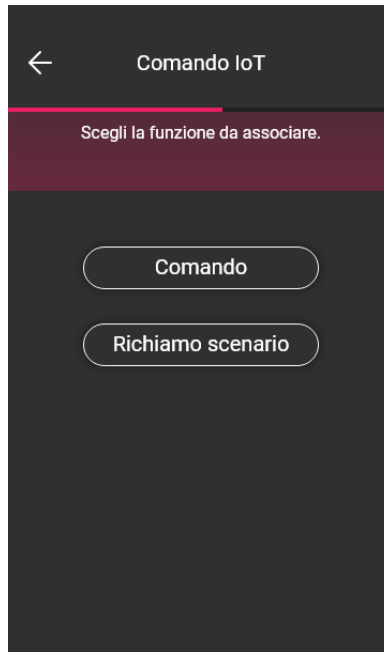 Comando IoT
Scegli la funzione da associare.
Comando
Richiamo scenario